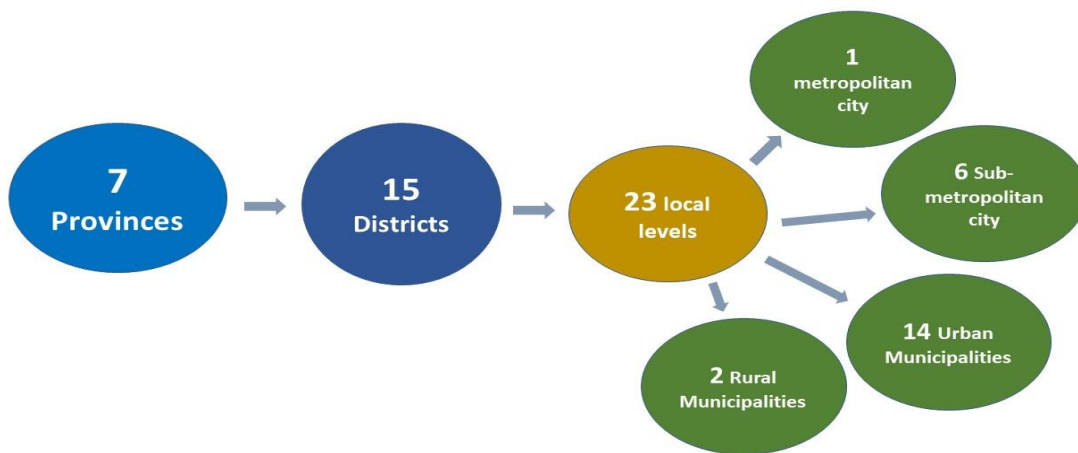 7
Provinces
15
Districts
23 local
levels
1
metropolitan
city
6 Sub-
metropolitan
city
14 Urban
Municipalities
2 Rural
Municipalities